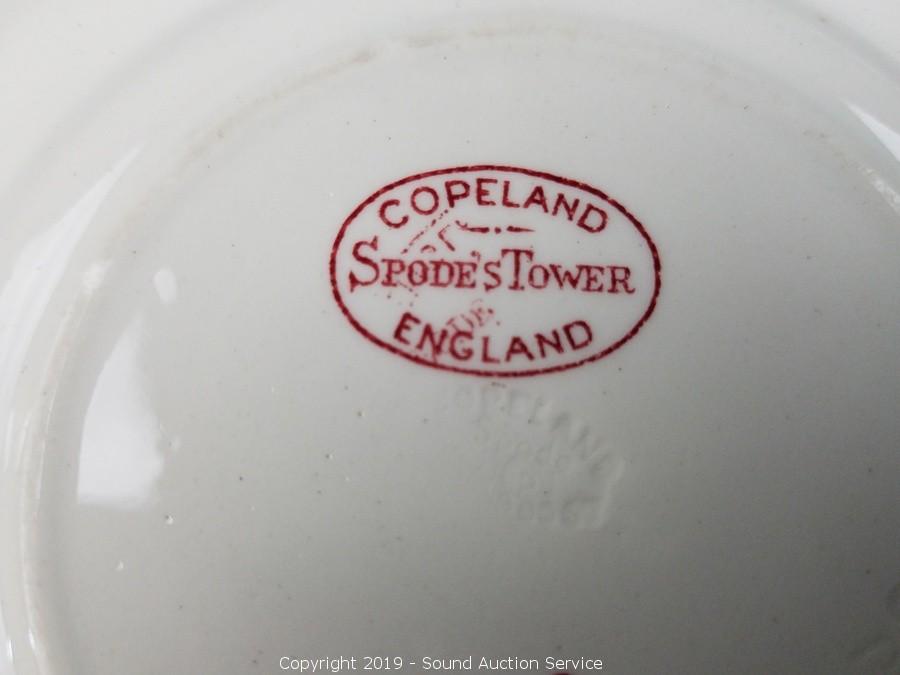 COPELAND
SPODE'S TOWER
ENGLAND
Copyright 2019 - Sound Auction Service